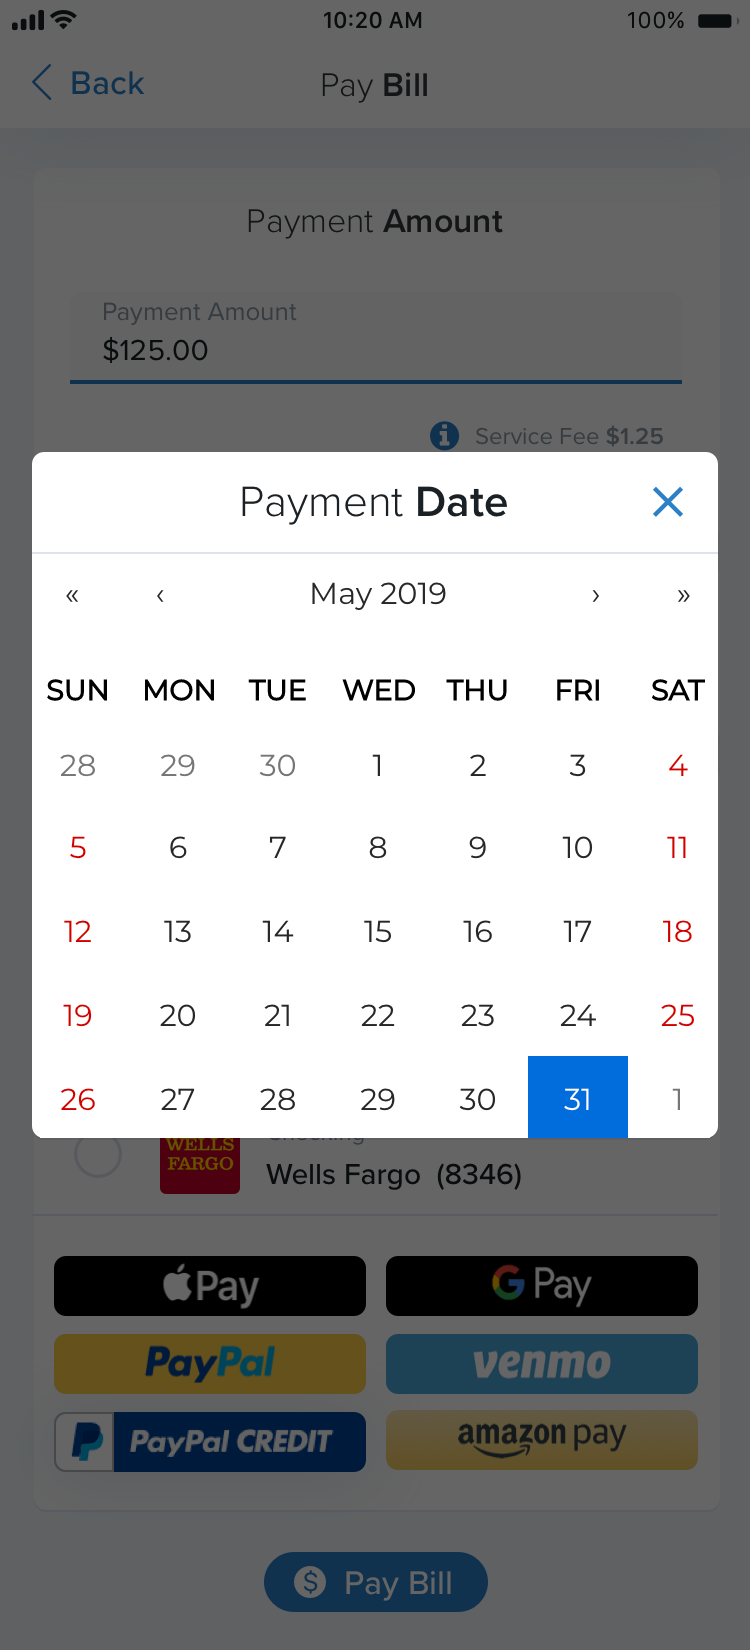 10:20 AM 100%
Back Pay Bill
Payment Amount
Payment Amount
$125.00
Service Fee $1.25
Payment Date
« ‹ May 2019 › »
SUN MON TUE WED THU FRI SAT
28 29 30 1 2 3 4
5 6 7 8 9 10 11
12 13 14 15 16 17 18
19 20 21 22 23 24 25
26 27 28 29 30 31 1
Checking
WELLS
FARGO
Wells Fargo (8346)
Pay G Pay
PayPal venmo
P PayPal CREDIT amazon pay
$ Pay Bill